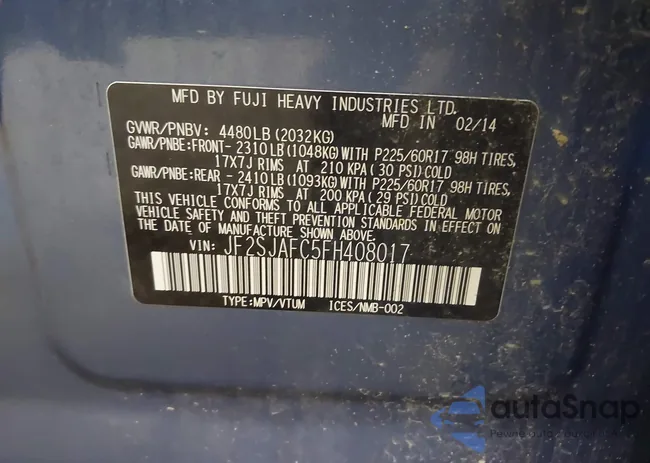 MFD BY FUJI HEAVY INDUSTRIES LTD.
MFD IN 02/14
GVWR/PNBV: 4480LB(2032KG)
GAWR/PNBE:FRONT- 2310LB(1048KG)WITH P225/60R17 98H TIRES,
17X7J RIMS AT 210 KPA(30 PSI)COLD
GAWR/PNBE:REAR - 2410LB(1093KG)WITH P225/60R17 98H TIRES,
17X7J RIMS AT 200 KPA(29 PSI)COLD
THIS VEHICLE CONFORMS TO ALL APPLICABLE FEDERAL MOTOR
VEHICLE SAFETY AND THEFT PREVENTION STANDARDS IN EFFECT ON
THE DATE OF MANUFACTURE SHOWN ABOVE.
VIN: JF2SJAFC5FH408017
TYPE:MPV/VTUM ICES/NMB-002
autoSnap